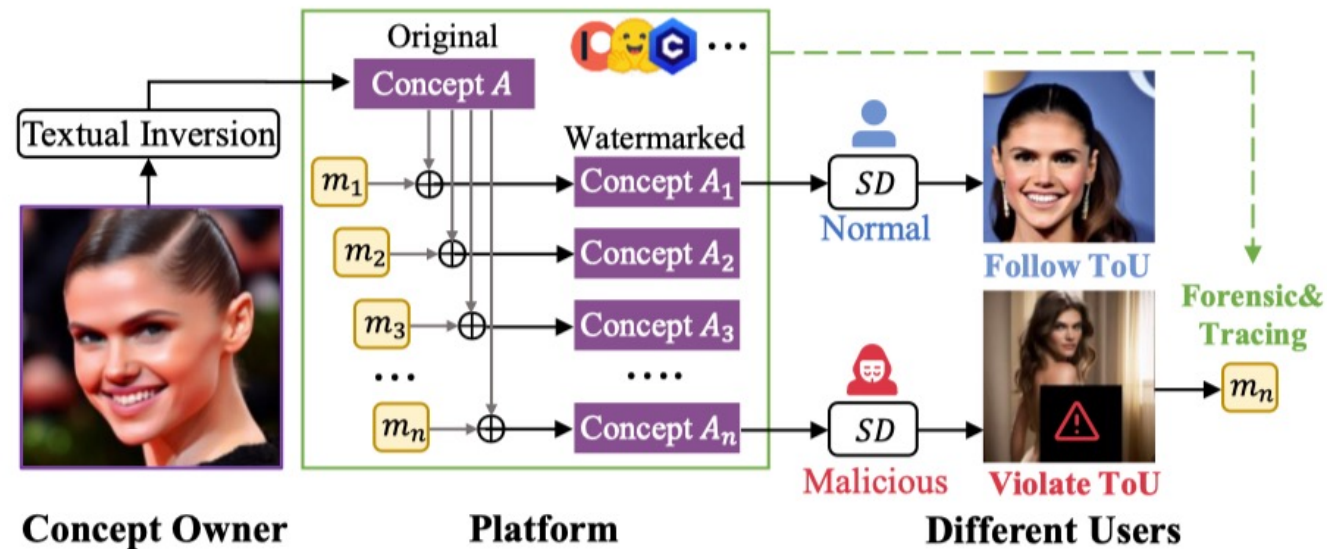 Original
Concept A
Textual Inversion
Watermarked
m₁
Concept A₁
SD
Normal
Follow ToU
m₂
Concept A₂
m₃
Concept A₃
Forensic&
Tracing
mₙ
...
....
mₙ
Concept Aₙ
SD
Malicious
Violate ToU
Concept Owner
Platform
Different Users